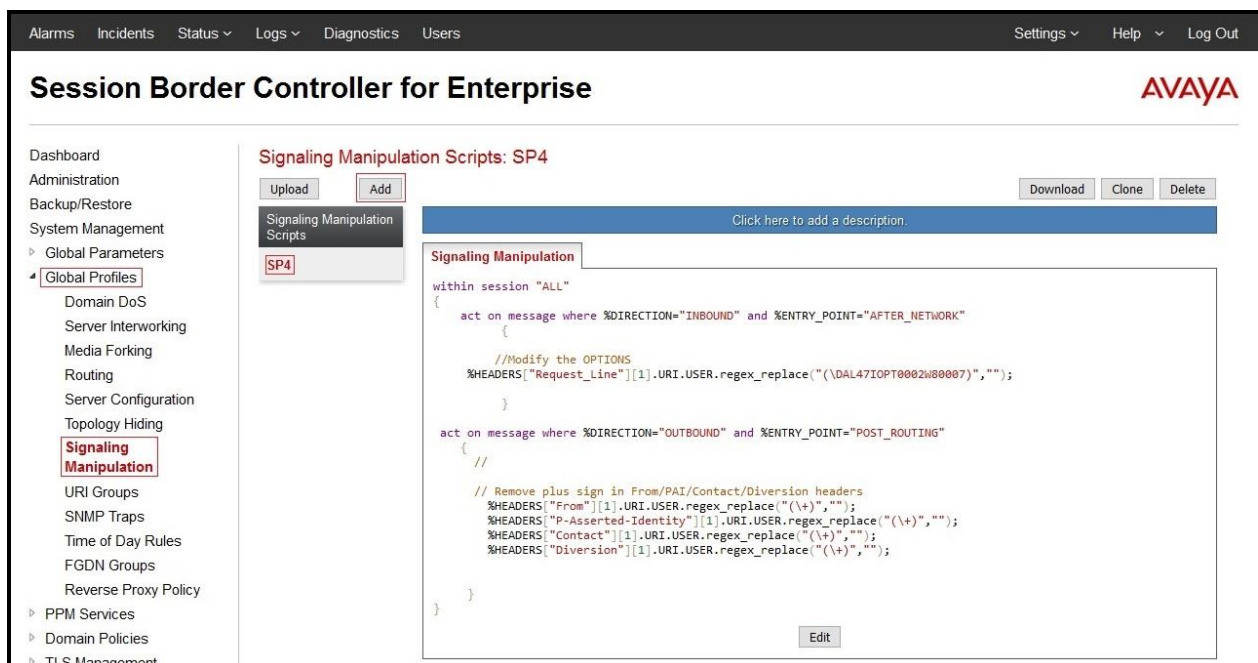 Alarms Incidents Status Logs Diagnostics Users Settings Help Log Out
Session Border Controller for Enterprise
AVAYA
Dashboard
Administration
Backup/Restore
System Management
Global Parameters
Global Profiles
Domain DoS
Server Interworking
Media Forking
Routing
Server Configuration
Topology Hiding
Signaling
Manipulation
URI Groups
SNMP Traps
Time of Day Rules
FGDN Groups
Reverse Proxy Policy
PPM Services
Domain Policies
TLS Management
Signaling Manipulation Scripts: SP4
Upload Add Download Clone Delete
Signaling Manipulation
Scripts
SP4
Click here to add a description.
Signaling Manipulation
within session "ALL"
{
act on message where %DIRECTION="INBOUND" and %ENTRY_POINT="AFTER_NETWORK"
{
//Modify the OPTIONS
%HEADERS["Request_Line"][1].URI.USER.regex_replace("(\DAL47IOPT0002W80007)","");
}
act on message where %DIRECTION="OUTBOUND" and %ENTRY_POINT="POST_ROUTING"
{
//
// Remove plus sign in From/PAI/Contact/Diversion headers
%HEADERS["From"][1].URI.USER.regex_replace("(\+)","");
%HEADERS["P-Asserted-Identity"][1].URI.USER.regex_replace("(\+)","");
%HEADERS["Contact"][1].URI.USER.regex_replace("(\+)","");
%HEADERS["Diversion"][1].URI.USER.regex_replace("(\+)","");
}
}
Edit